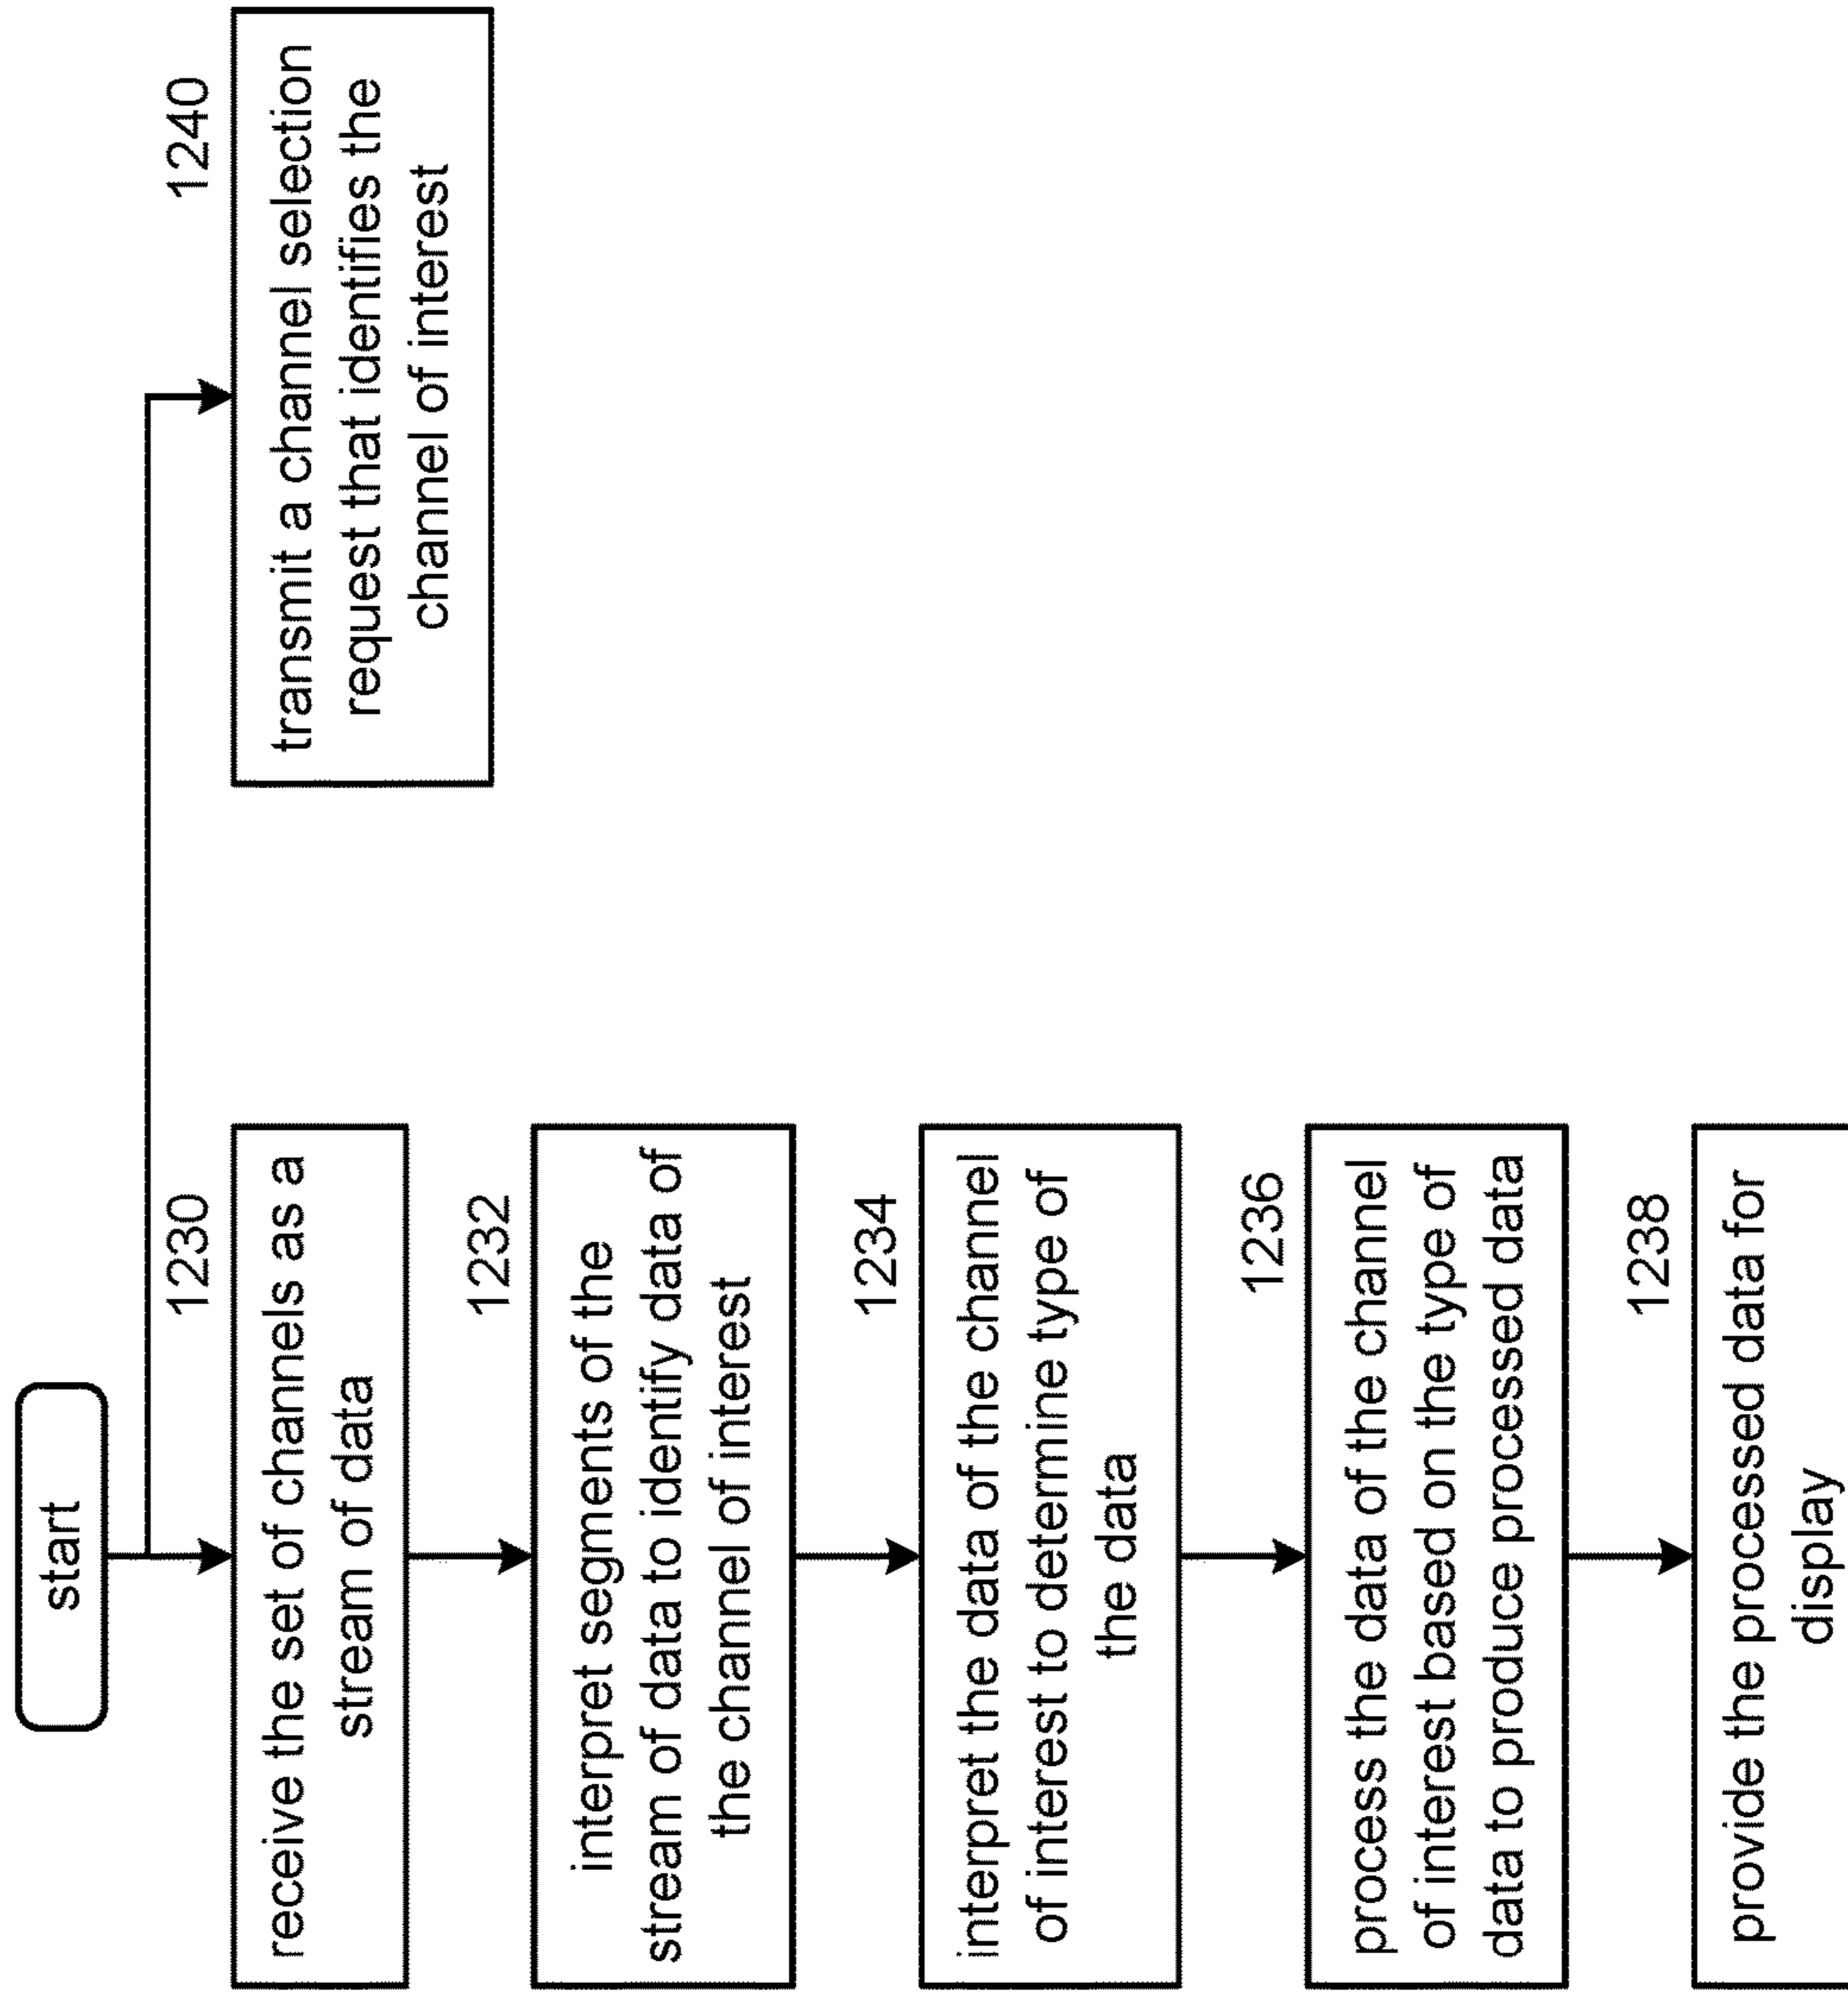 start
1230
receive the set of channels as a
stream of data
1232
interpret segments of the
stream of data to identify data of
the channel of interest
1234
interpret the data of the channel
of interest to determine type of
the data
1236
process the data of the channel
of interest based on the type of
data to produce processed data
1238
provide the processed data for
display
1240
transmit a channel selection
request that identifies the
channel of interest